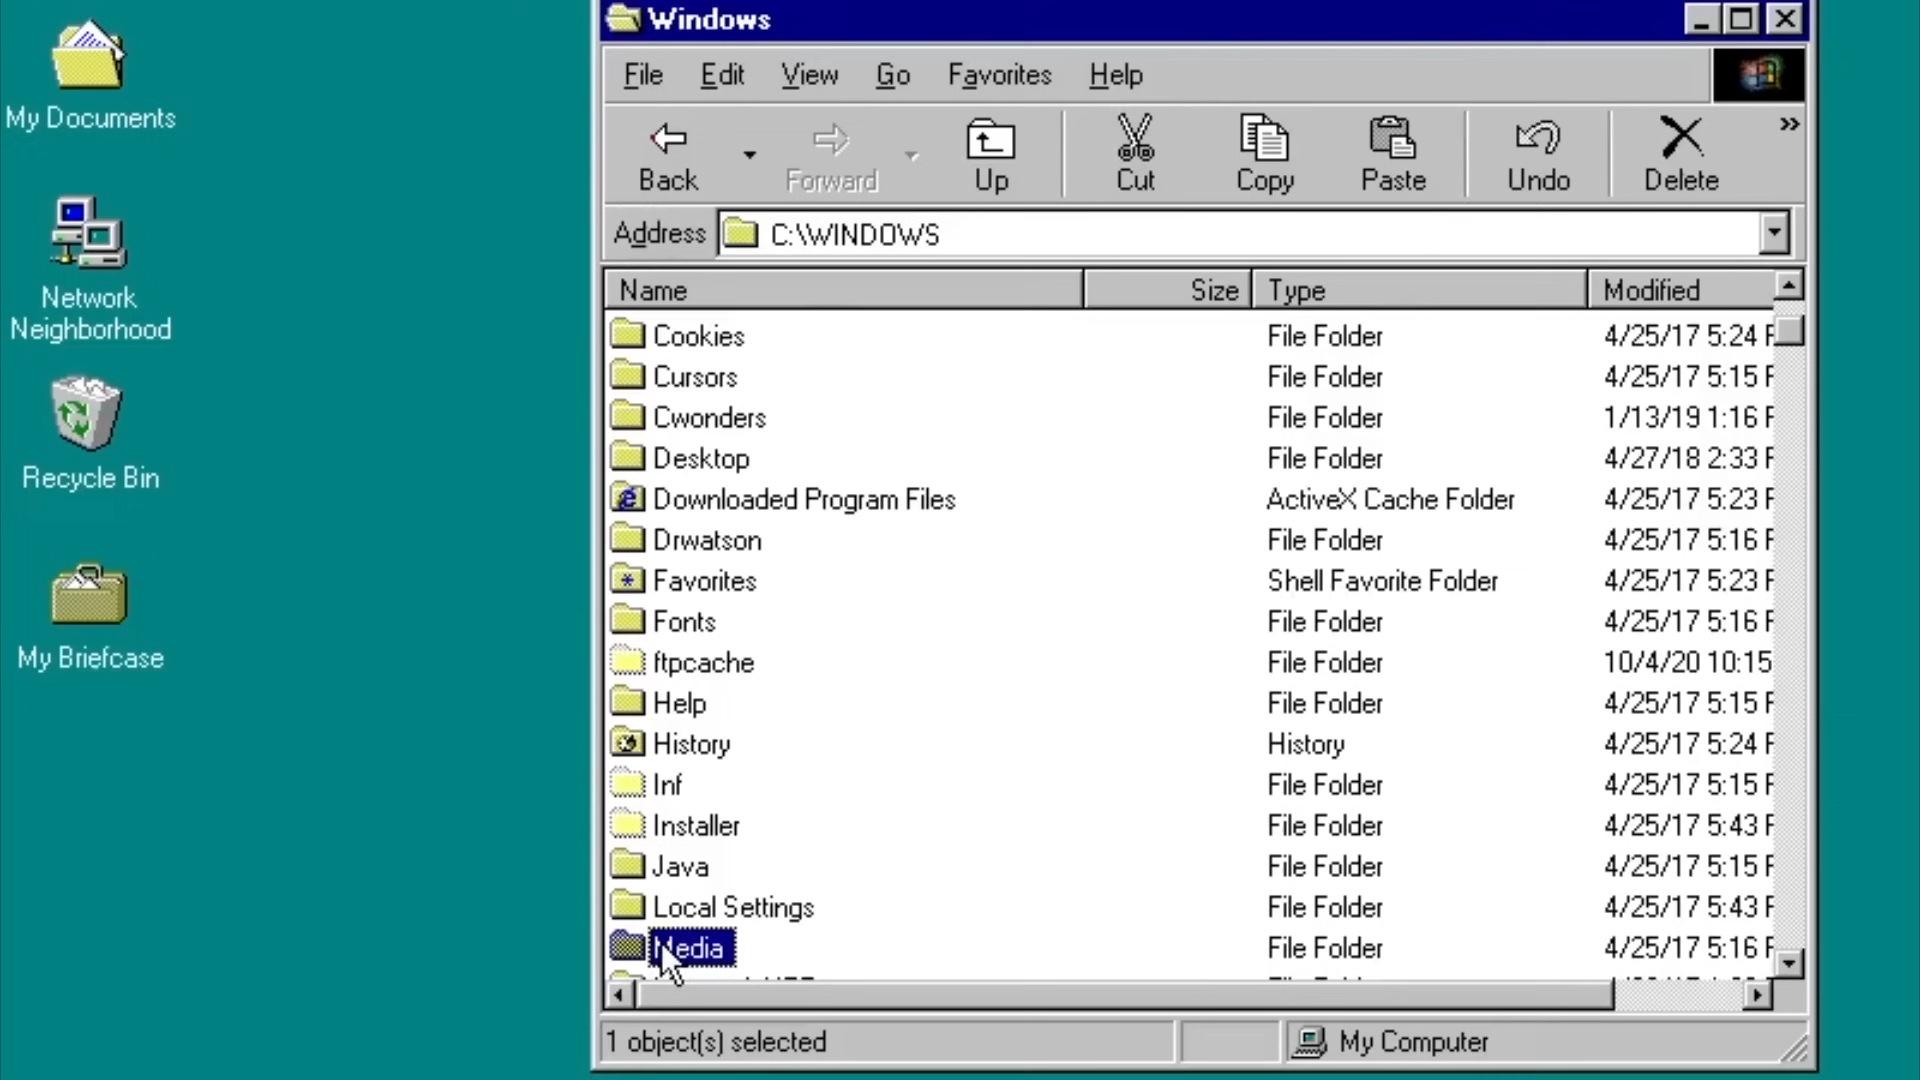 My Documents
Network
Neighborhood
Recycle Bin
My Briefcase
Windows
File Edit View Go Favorites Help
Back Forward Up Cut Copy Paste Undo Delete »
Address C:\WINDOWS
Name Size Type Modified
Cookies File Folder 4/25/17 5:24
Cursors File Folder 4/25/17 5:15
Cwonders File Folder 1/13/19 1:16
Desktop File Folder 4/27/18 2:33
Downloaded Program Files ActiveX Cache Folder 4/25/17 5:23
Drwatson File Folder 4/25/17 5:16
Favorites Shell Favorite Folder 4/25/17 5:23
Fonts File Folder 4/25/17 5:16
ftpcache File Folder 10/4/20 10:15
Help File Folder 4/25/17 5:15
History History 4/25/17 5:24
Inf File Folder 4/25/17 5:15
Installer File Folder 4/25/17 5:43
Java File Folder 4/25/17 5:15
Local Settings File Folder 4/25/17 5:43
Media File Folder 4/25/17 5:16
1 object(s) selected My Computer